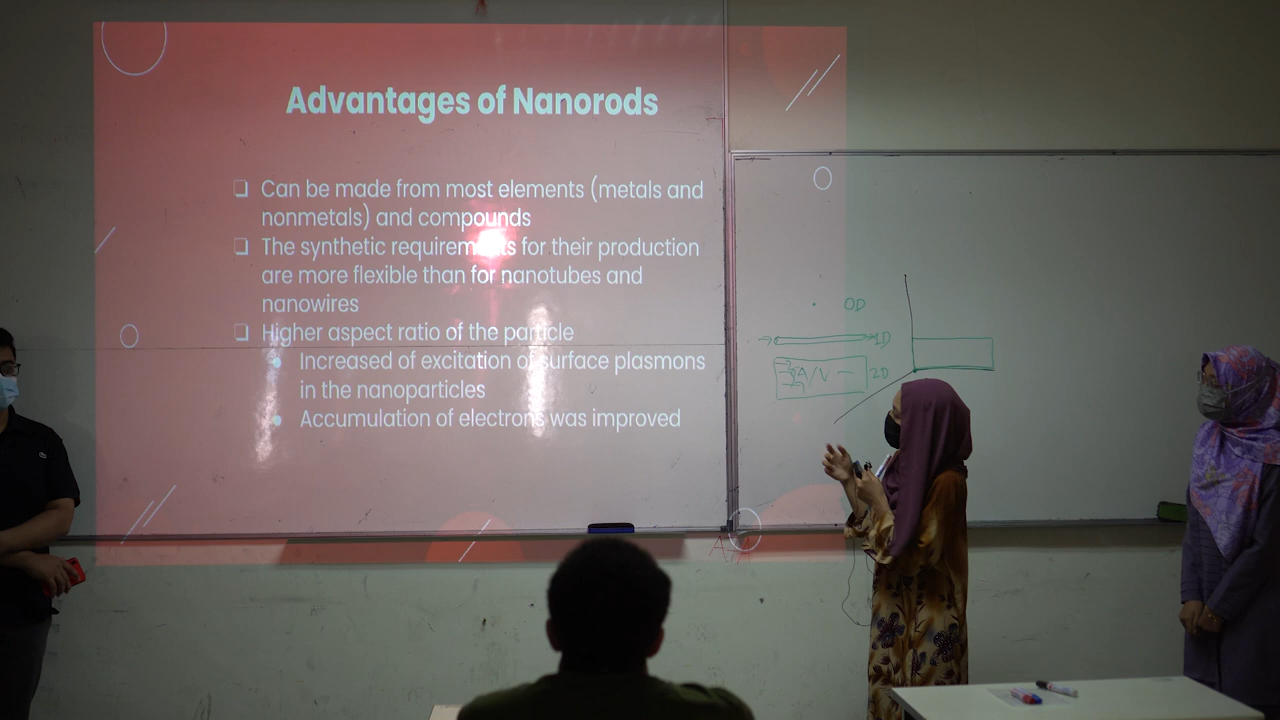 Advantages of Nanorods
Can be made from most elements (metals and
nonmetals) and compounds
The synthetic requirements for their production
are more flexible than for nanotubes and
nanowires
Higher aspect ratio of the particle
Increased of excitation of surface plasmons
in the nanoparticles
Accumulation of electrons was improved
0D
1D
A/V
2D